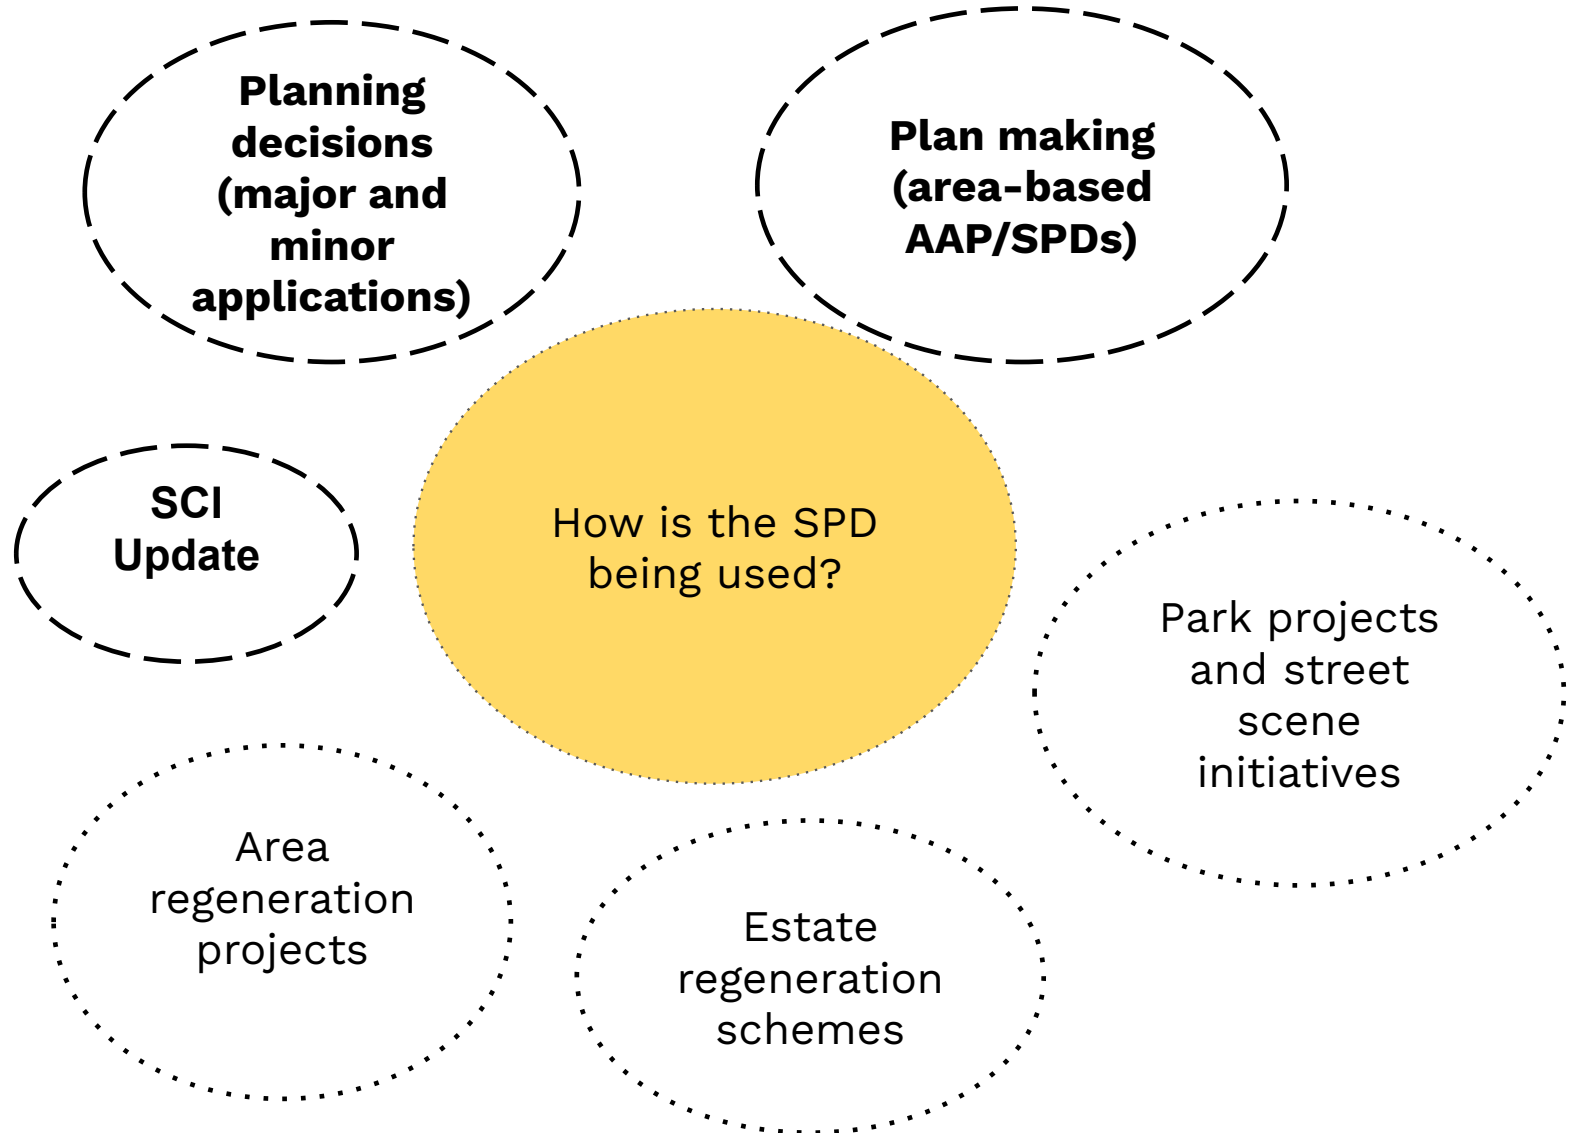 Planning
decisions
(major and
minor
applications)
Plan making
(area-based
AAP/SPDs)
SCI
Update
How is the SPD
being used?
Park projects
and street
scene
initiatives
Area
regeneration
projects
Estate
regeneration
schemes